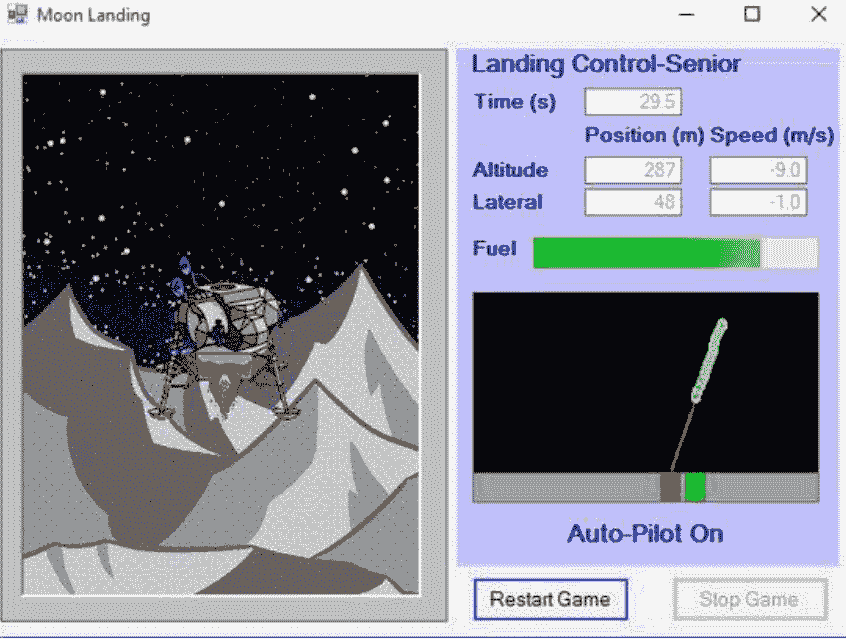 Moon Landing
Landing Control-Senior
Time (s) 29.5
Position (m) Speed (m/s)
Altitude 287 -9.0
Lateral 48 -1.0
Fuel
Auto-Pilot On
Restart Game Stop Game